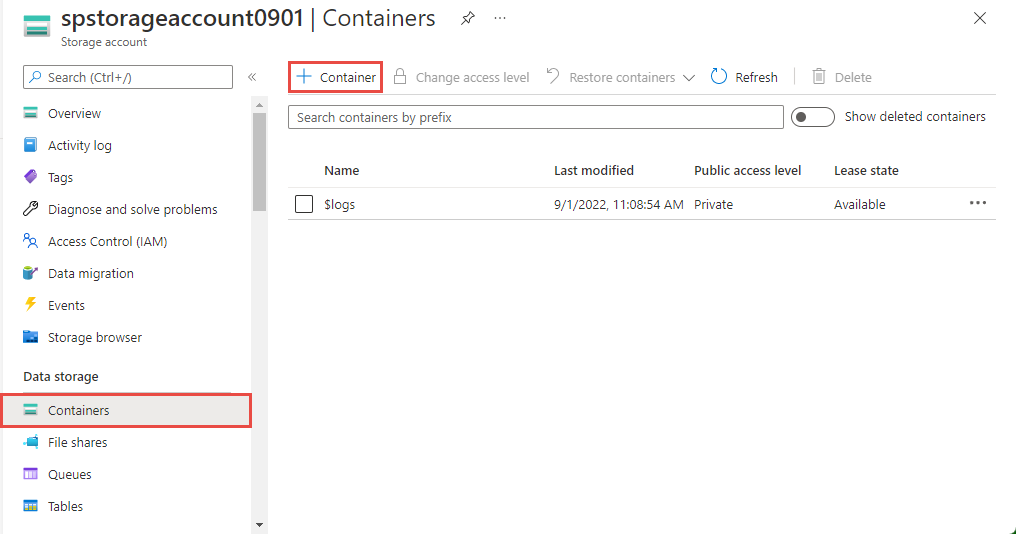 spstorageaccount0901 | Containers
Storage account
Search (Ctrl+/)
Overview
Activity log
Tags
Diagnose and solve problems
Access Control (IAM)
Data migration
Events
Storage browser
Data storage
Containers
File shares
Queues
Tables
Container Change access level Restore containers Refresh Delete
Search containers by prefix Show deleted containers
Name Last modified Public access level Lease state
$logs 9/1/2022, 11:08:54 AM Private Available